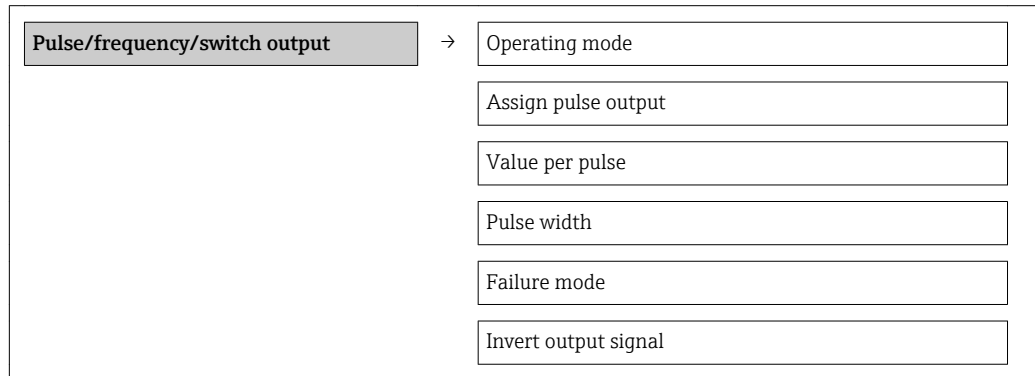 Pulse/frequency/switch output → Operating mode
Assign pulse output
Value per pulse
Pulse width
Failure mode
Invert output signal